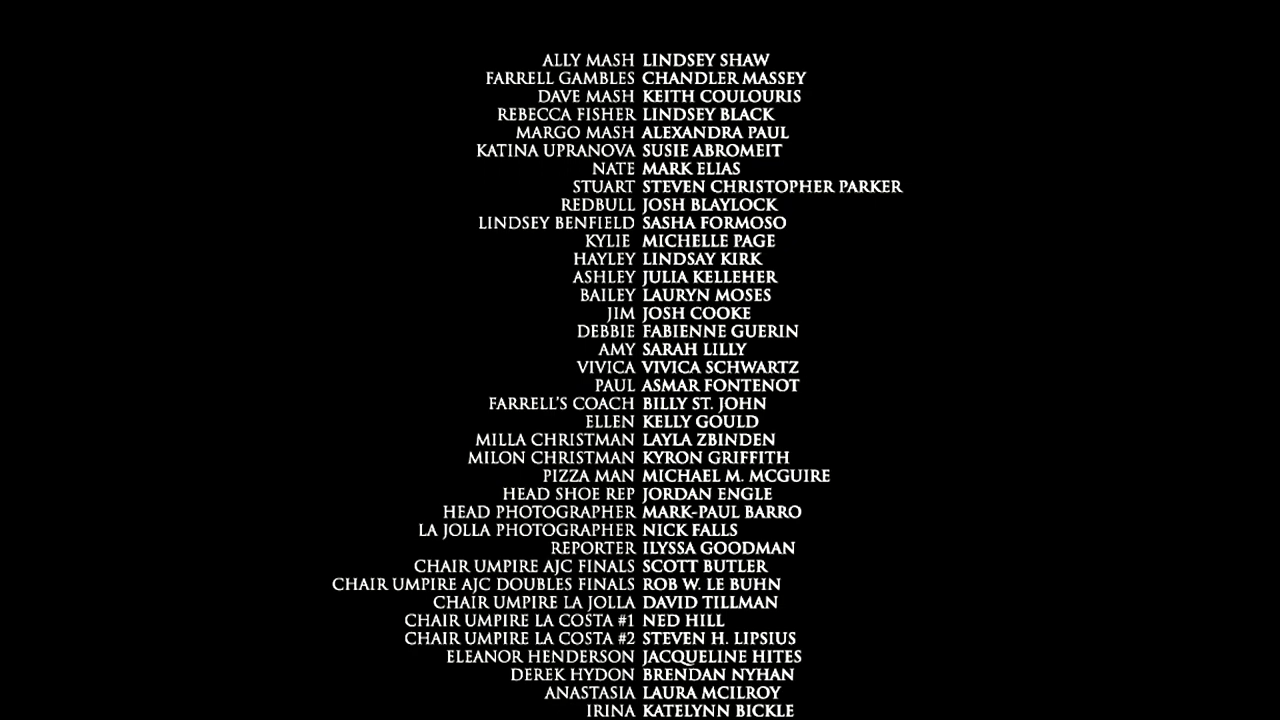 ALLY MASH LINDSEY SHAW
FARRELL GAMBLES CHANDLER MASSEY
DAVE MASH KEITH COULOURIS
REBECCA FISHER LINDSEY BLACK
MARGO MASH ALEXANDRA PAUL
KATINA UPRANOVA SUSIE ABROMEIT
NATE MARK ELIAS
STUART STEVEN CHRISTOPHER PARKER
REDBULL JOSH BLAYLOCK
LINDSEY BENFIELD SASHA FORMOSO
KYLIE MICHELLE PAGE
HAYLEY LINDSAY KIRK
ASHLEY JULIA KELLEHER
BAILEY LAURYN MOSES
JIM JOSH COOKE
DEBBIE FABIENNE GUERIN
AMY SARAH LILLY
VIVICA VIVICA SCHWARTZ
PAUL ASMAR FONTENOT
FARRELL'S COACH BILLY ST. JOHN
ELLEN KELLY GOULD
MILLA CHRISTMAN LAYLA ZBINDEN
MILON CHRISTMAN KYRON GRIFFITH
PIZZA MAN MICHAEL M. MCGUIRE
HEAD SHOE REP JORDAN ENGLE
HEAD PHOTOGRAPHER MARK-PAUL BARRO
LA JOLLA PHOTOGRAPHER NICK FALLS
REPORTER ILYSSA GOODMAN
CHAIR UMPIRE AJC FINALS SCOTT BUTLER
CHAIR UMPIRE AJC DOUBLES FINALS ROB W. LE BUHN
CHAIR UMPIRE LA JOLLA DAVID TILLMAN
CHAIR UMPIRE LA COSTA #1 NED HILL
CHAIR UMPIRE LA COSTA #2 STEVEN H. LIPSIUS
ELEANOR HENDERSON JACQUELINE HITES
DEREK HYDON BRENDAN NYHAN
ANASTASIA LAURA MCILROY
IRINA KATELYNN BICKLE